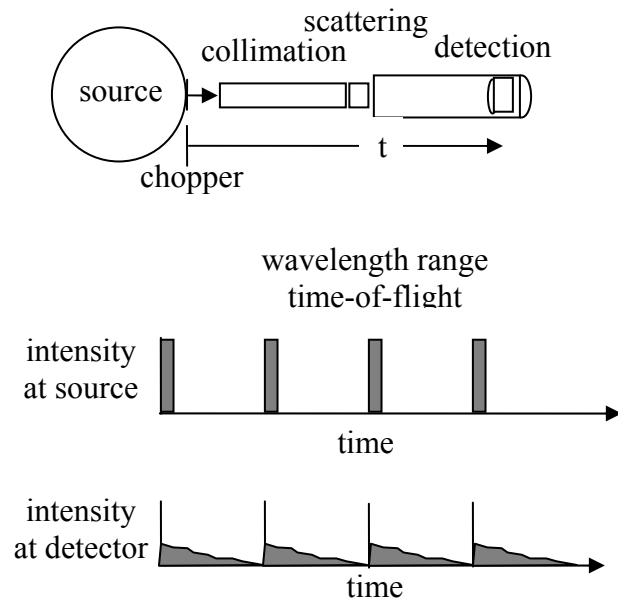 scattering
collimation
detection
source
t
chopper
wavelength range
time-of-flight
intensity
at source
time
intensity
at detector
time